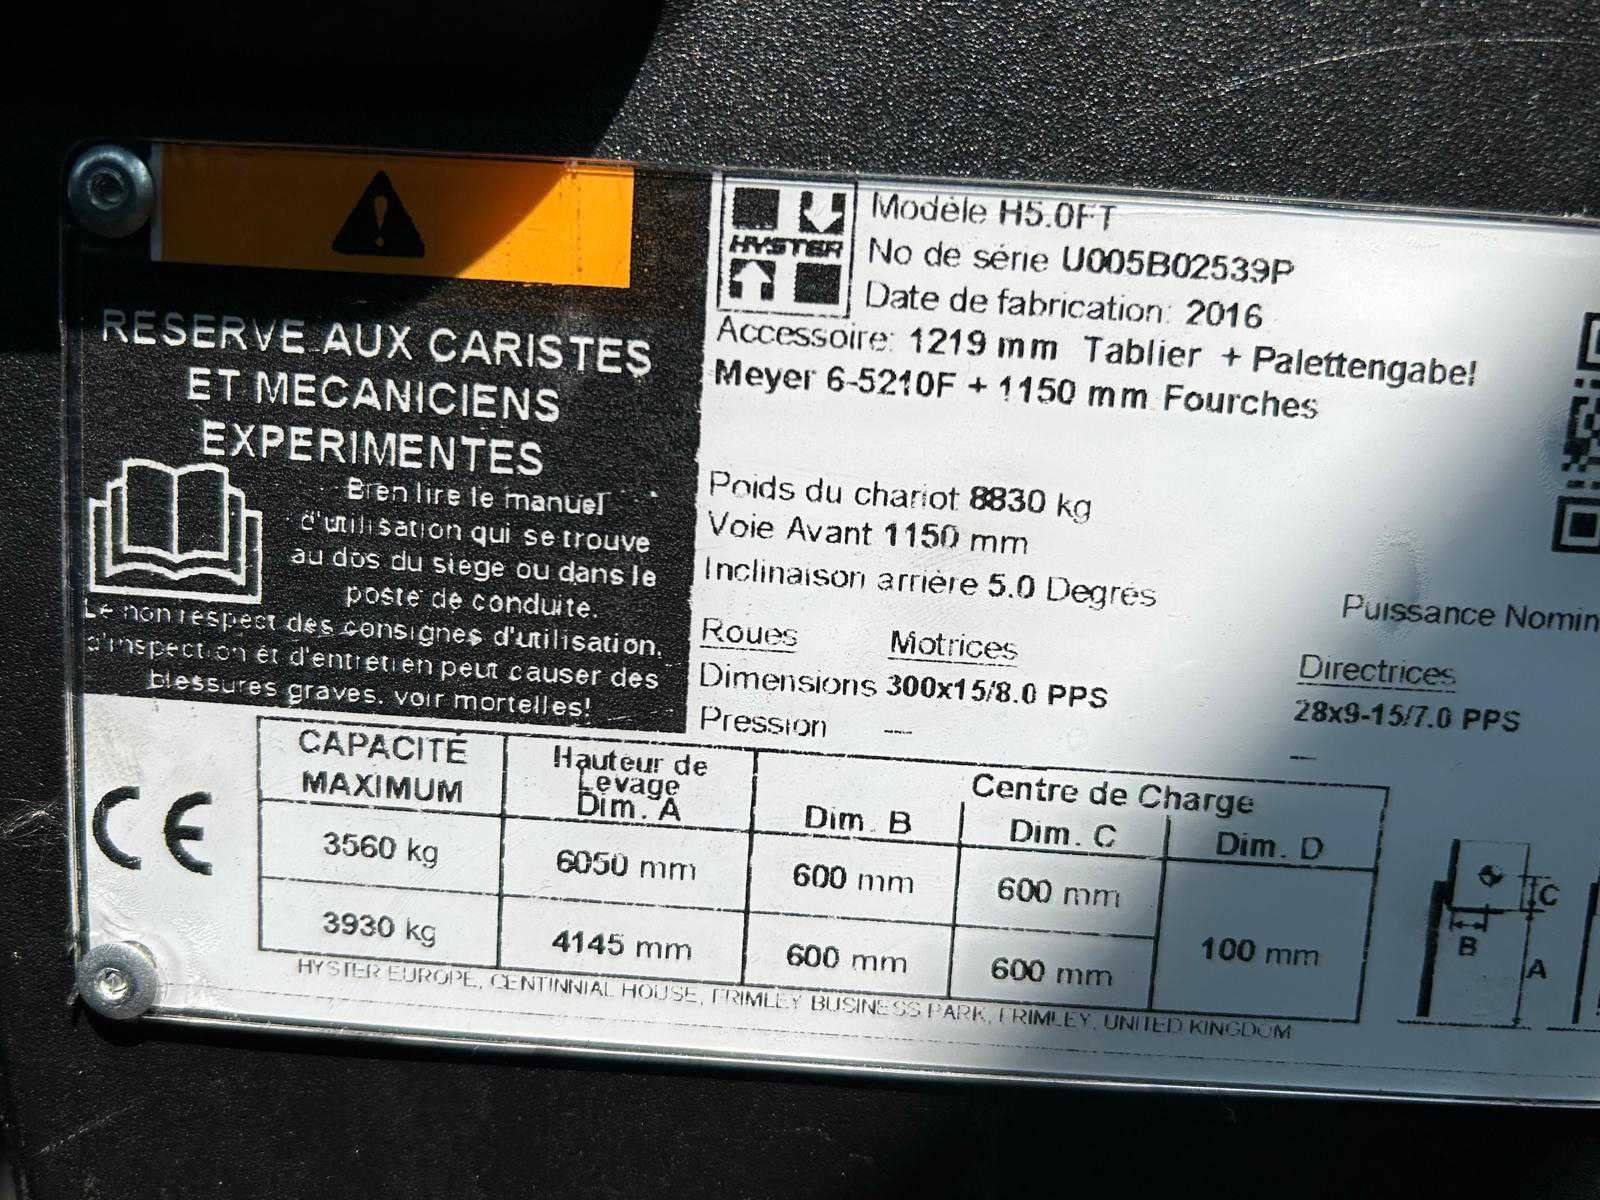 RESERVE AUX CARISTES
ET MECANICIENS
EXPERIMENTES
Bien lire le manuel
d'utilisation qui se trouve
au dos du siege ou dans le
poste de conduite.
Le non respect des consignes d'utilisation,
d'inspection et d'entretien peut causer des
blessures graves, voir mortelles!
HYSTER
Modèle H5.0FT
No de série U005B02539P
Date de fabrication: 2016
Accessoire: 1219 mm Tablier + Palettengabel
Meyer 6-5210F + 1150 mm Fourches
Poids du chariot 8830 kg
Voie Avant 1150 mm
Inclinaison arrière 5.0 Degrés
Puissance Nomin
Roues Motrices Directrices
Dimensions 300x15/8.0 PPS 28x9-15/7.0 PPS
Pression --- ---
CE
CAPACITÉ MAXIMUM
Hauteur de Levage Dim. A
Centre de Charge
Dim. B Dim. C Dim. D
3560 kg 6050 mm 600 mm 600 mm 100 mm
3930 kg 4145 mm 600 mm 600 mm
C
B
A
HYSTER EUROPE, CENTINNIAL HOUSE, FRIMLEY BUSINESS PARK, FRIMLEY, UNITED KINGDOM